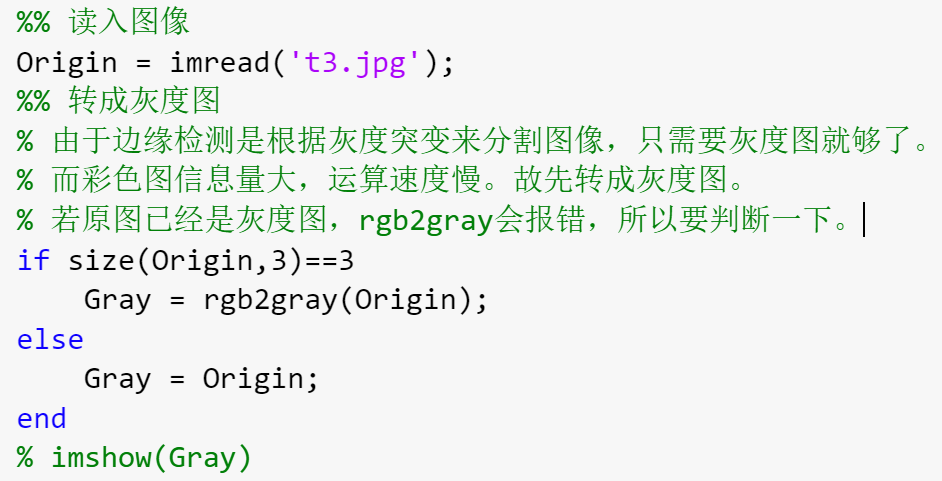 %% 读入图像
Origin = imread('t3.jpg');
%% 转成灰度图
% 由于边缘检测是根据灰度突变来分割图像，只需要灰度图就够了。
% 而彩色图信息量大，运算速度慢。故先转成灰度图。
% 若原图已经是灰度图，rgb2gray会报错，所以要判断一下。
if size(Origin,3)==3
    Gray = rgb2gray(Origin);
else
    Gray = Origin;
end
% imshow(Gray)